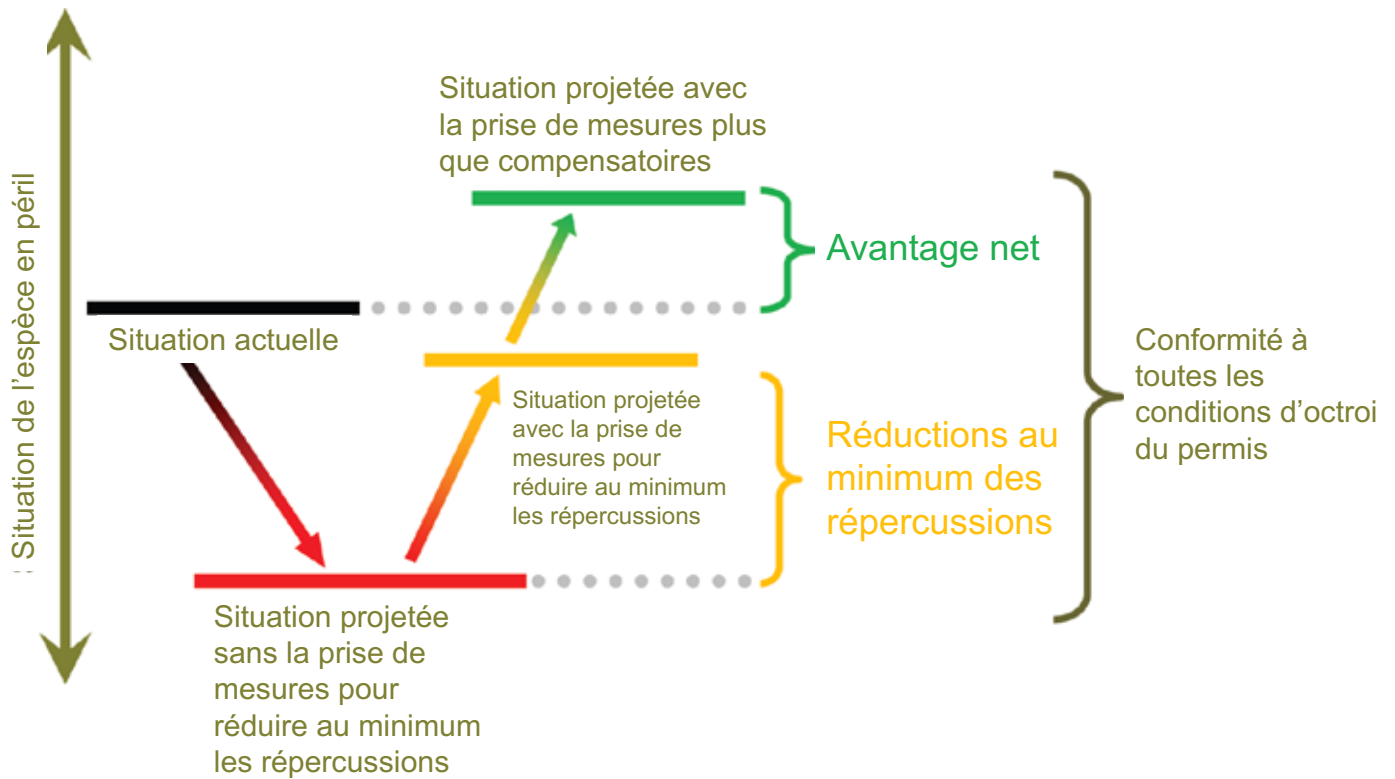 Situation de l'espèce en péril
Situation projetée avec
la prise de mesures plus
que compensatoires
Avantage net
Situation actuelle
Situation projetée
avec la prise de
mesures pour
réduire au minimum
les répercussions
Réductions au
minimum des
répercussions
Conformité à
toutes les
conditions d'octroi
du permis
Situation projetée
sans la prise de
mesures pour
réduire au minimum
les répercussions